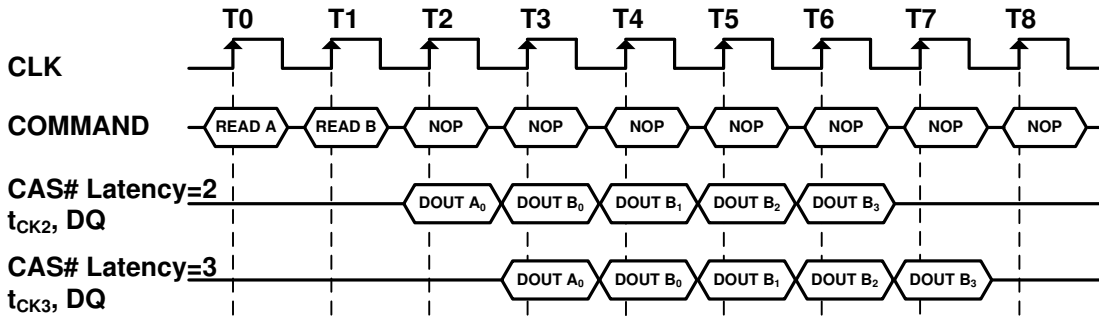 T0 T1 T2 T3 T4 T5 T6 T7 T8
CLK
COMMAND READ A READ B NOP NOP NOP NOP NOP NOP NOP
CAS# Latency=2
tCK2, DQ DOUT A0 DOUT B0 DOUT B1 DOUT B2 DOUT B3
CAS# Latency=3
tCK3, DQ DOUT A0 DOUT B0 DOUT B1 DOUT B2 DOUT B3